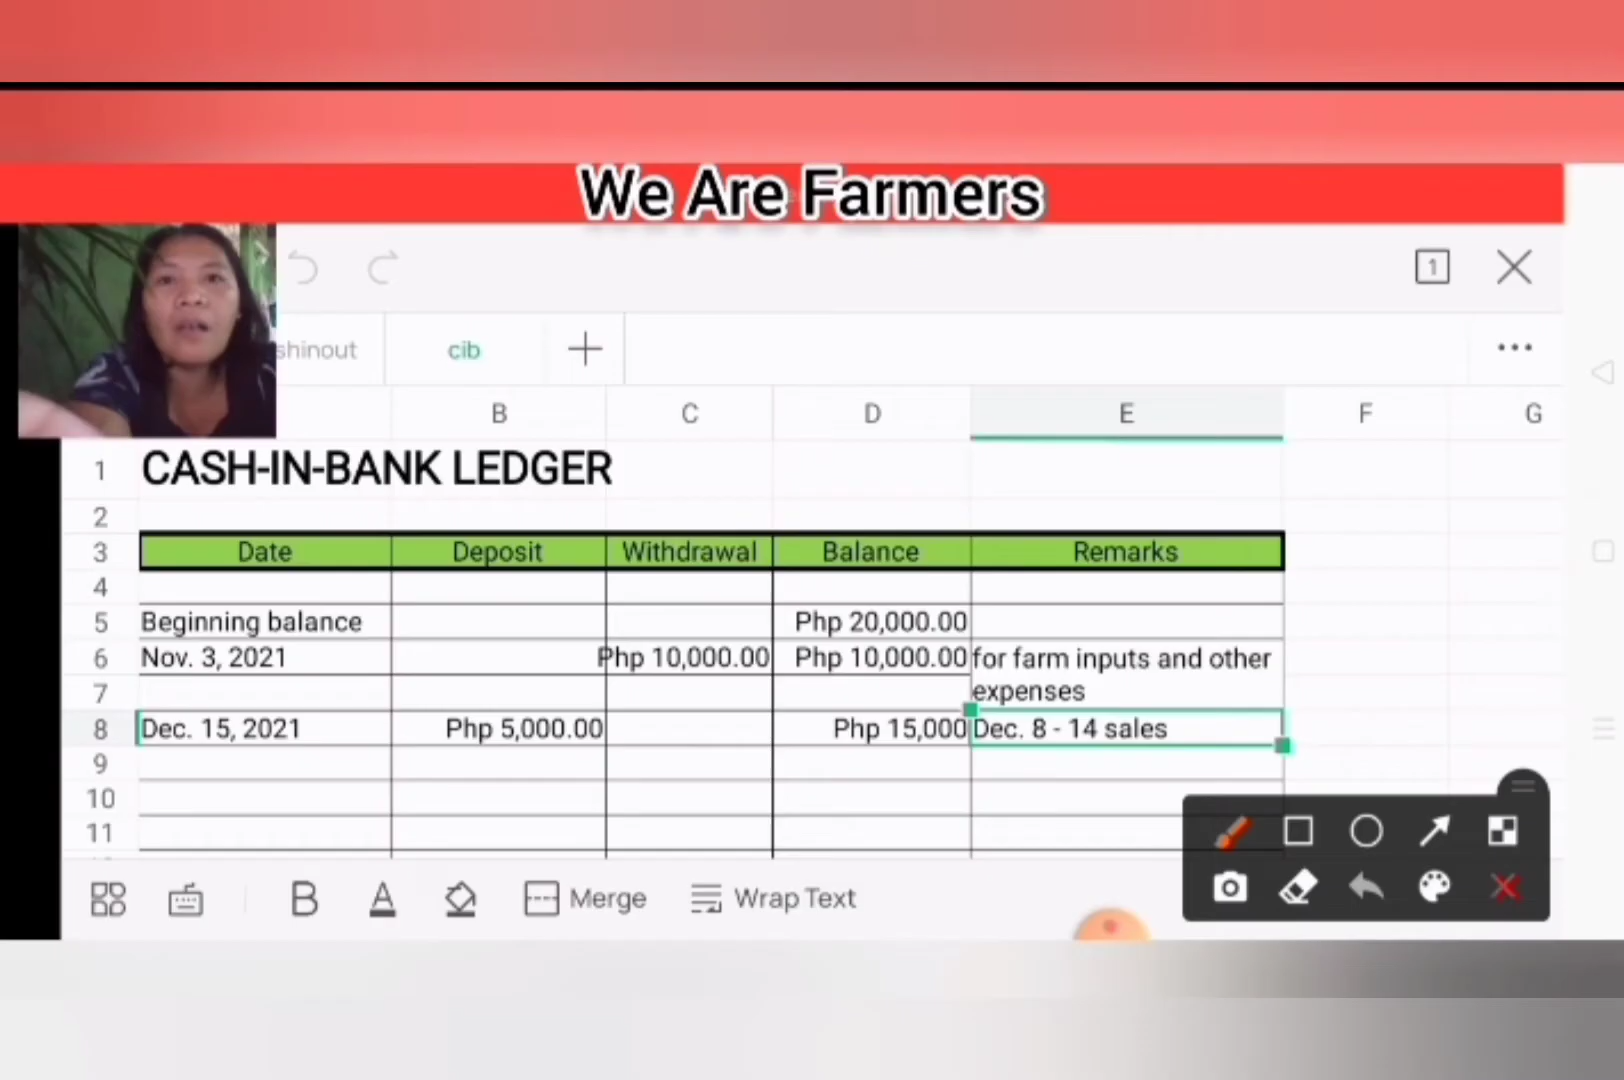 We Are Farmers
1
shinout cib
B C D E F G
1 CASH-IN-BANK LEDGER
2
3 Date Deposit Withdrawal Balance Remarks
4
5 Beginning balance Php 20,000.00
6 Nov. 3, 2021 Php 10,000.00 Php 10,000.00 for farm inputs and other
7 expenses
8 Dec. 15, 2021 Php 5,000.00 Php 15,000 Dec. 8 - 14 sales
9
10
11
B A Merge Wrap Text